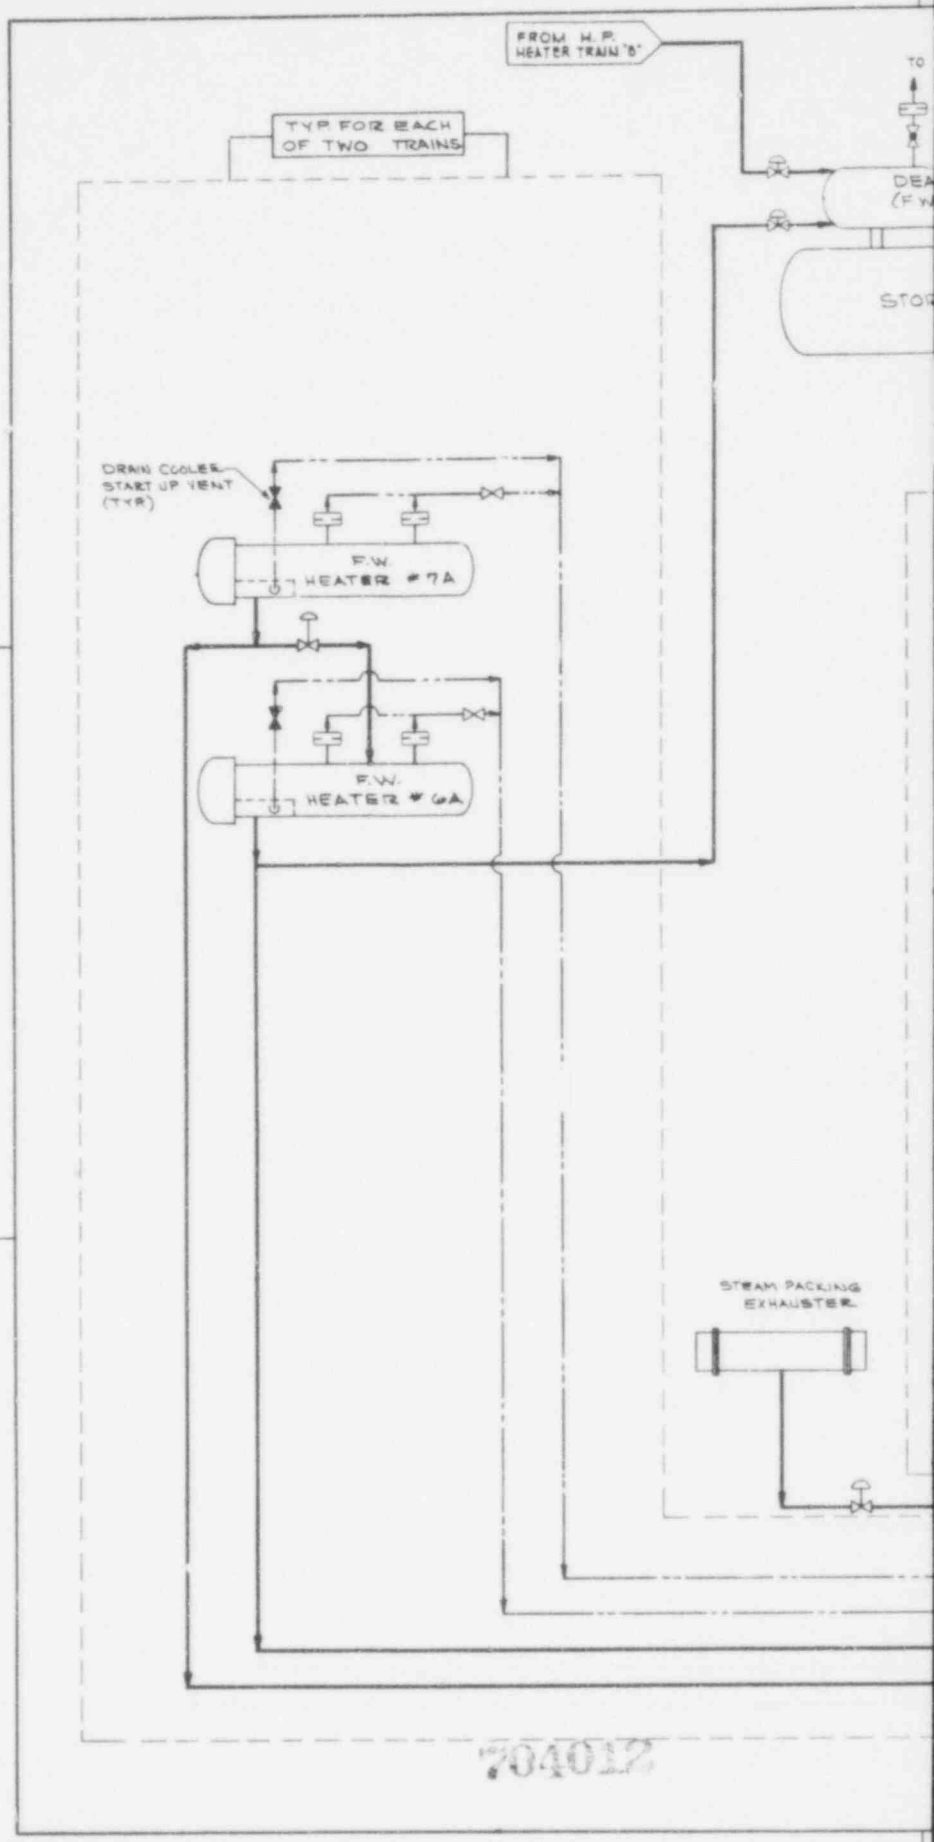 FROM H. P.
HEATER TRAIN "B"
TO
TYP. FOR EACH
OF TWO TRAINS
DEA
(F.W
STOR
DRAIN COOLER
START UP VENT
(TYP)
F.W.
HEATER #7A
F.W.
HEATER #6A
STEAM PACKING
EXHAUSTER
704012